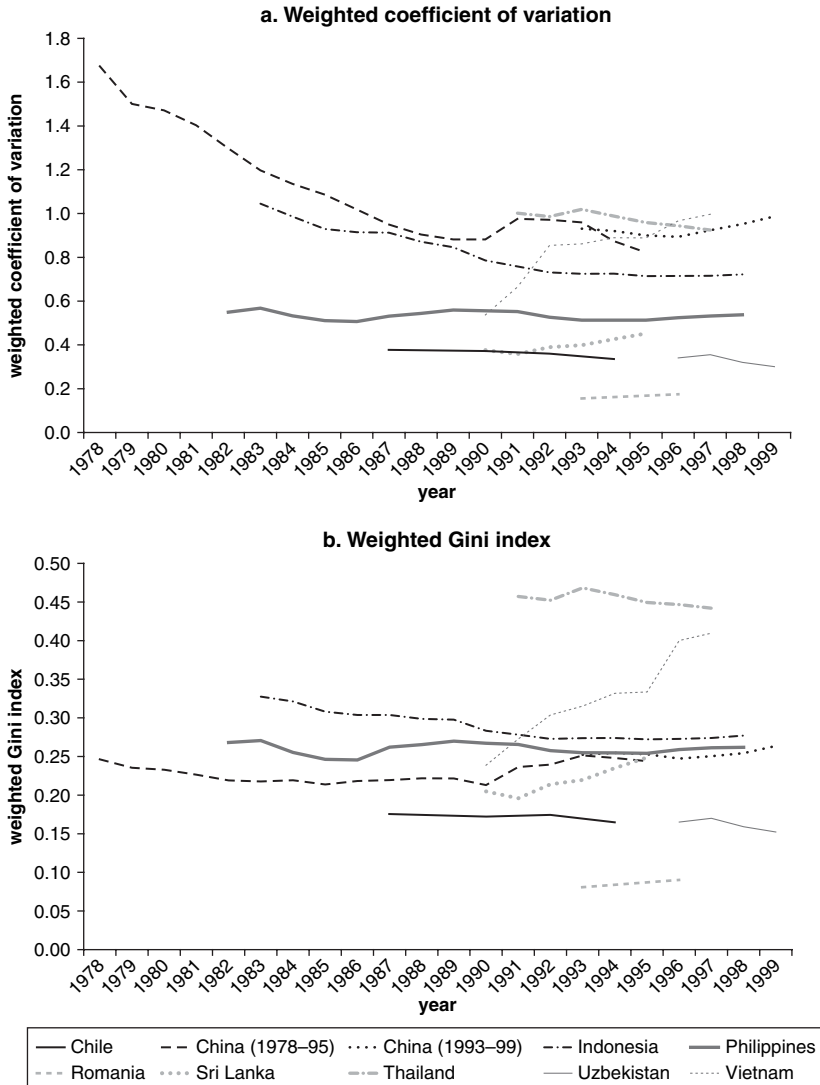 a. Weighted coefficient of variation
1.8
1.6
1.4
1.2
1.0
0.8
0.6
0.4
0.2
0.0
weighted coefficient of variation
1978 1979 1980 1981 1982 1983 1984 1985 1986 1987 1988 1989 1990 1991 1992 1993 1994 1995 1996 1997 1998 1999
year
b. Weighted Gini index
0.50
0.45
0.40
0.35
0.30
0.25
0.20
0.15
0.10
0.05
0.00
weighted Gini index
1978 1979 1980 1981 1982 1983 1984 1985 1986 1987 1988 1989 1990 1991 1992 1993 1994 1995 1996 1997 1998 1999
year
Chile China (1978–95) China (1993–99) Indonesia Philippines
Romania Sri Lanka Thailand Uzbekistan Vietnam